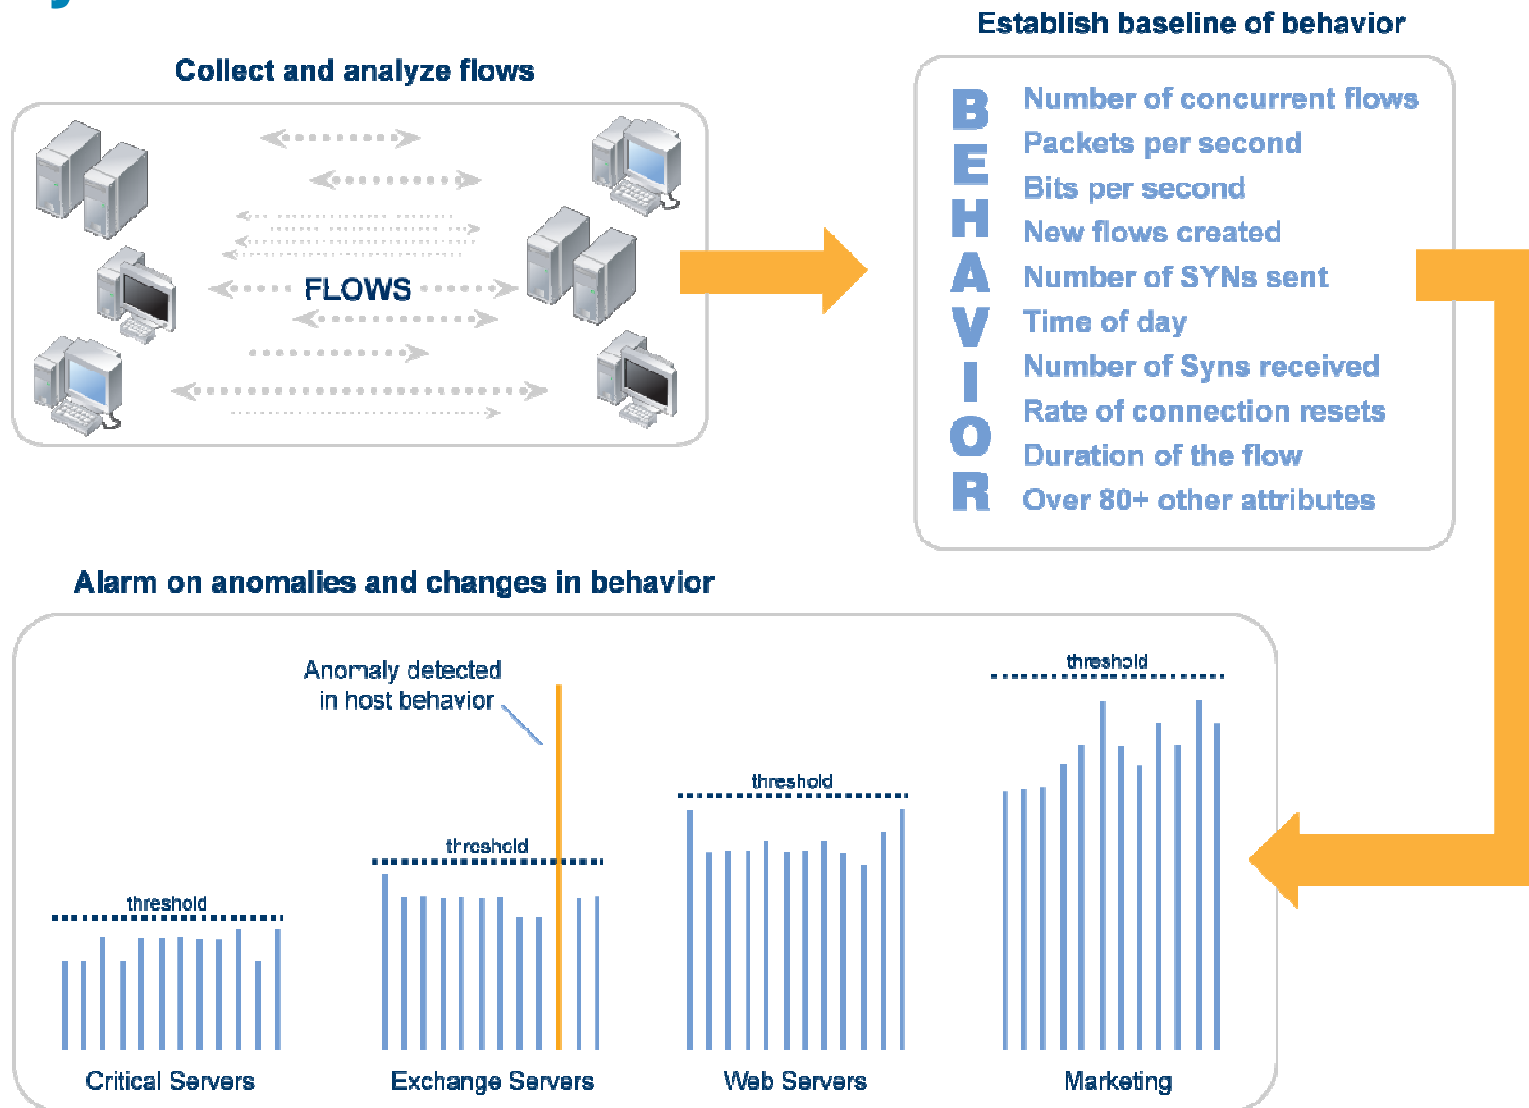 Collect and analyze flows
FLOWS
Establish baseline of behavior
BEHAVIOR
Number of concurrent flows
Packets per second
Bits per second
New flows created
Number of SYNs sent
Time of day
Number of Syns received
Rate of connection resets
Duration of the flow
Over 80+ other attributes
Alarm on anomalies and changes in behavior
Anomaly detected
in host behavior
threshold
threshold
threshold
threshold
Critical Servers
Exchange Servers
Web Servers
Marketing